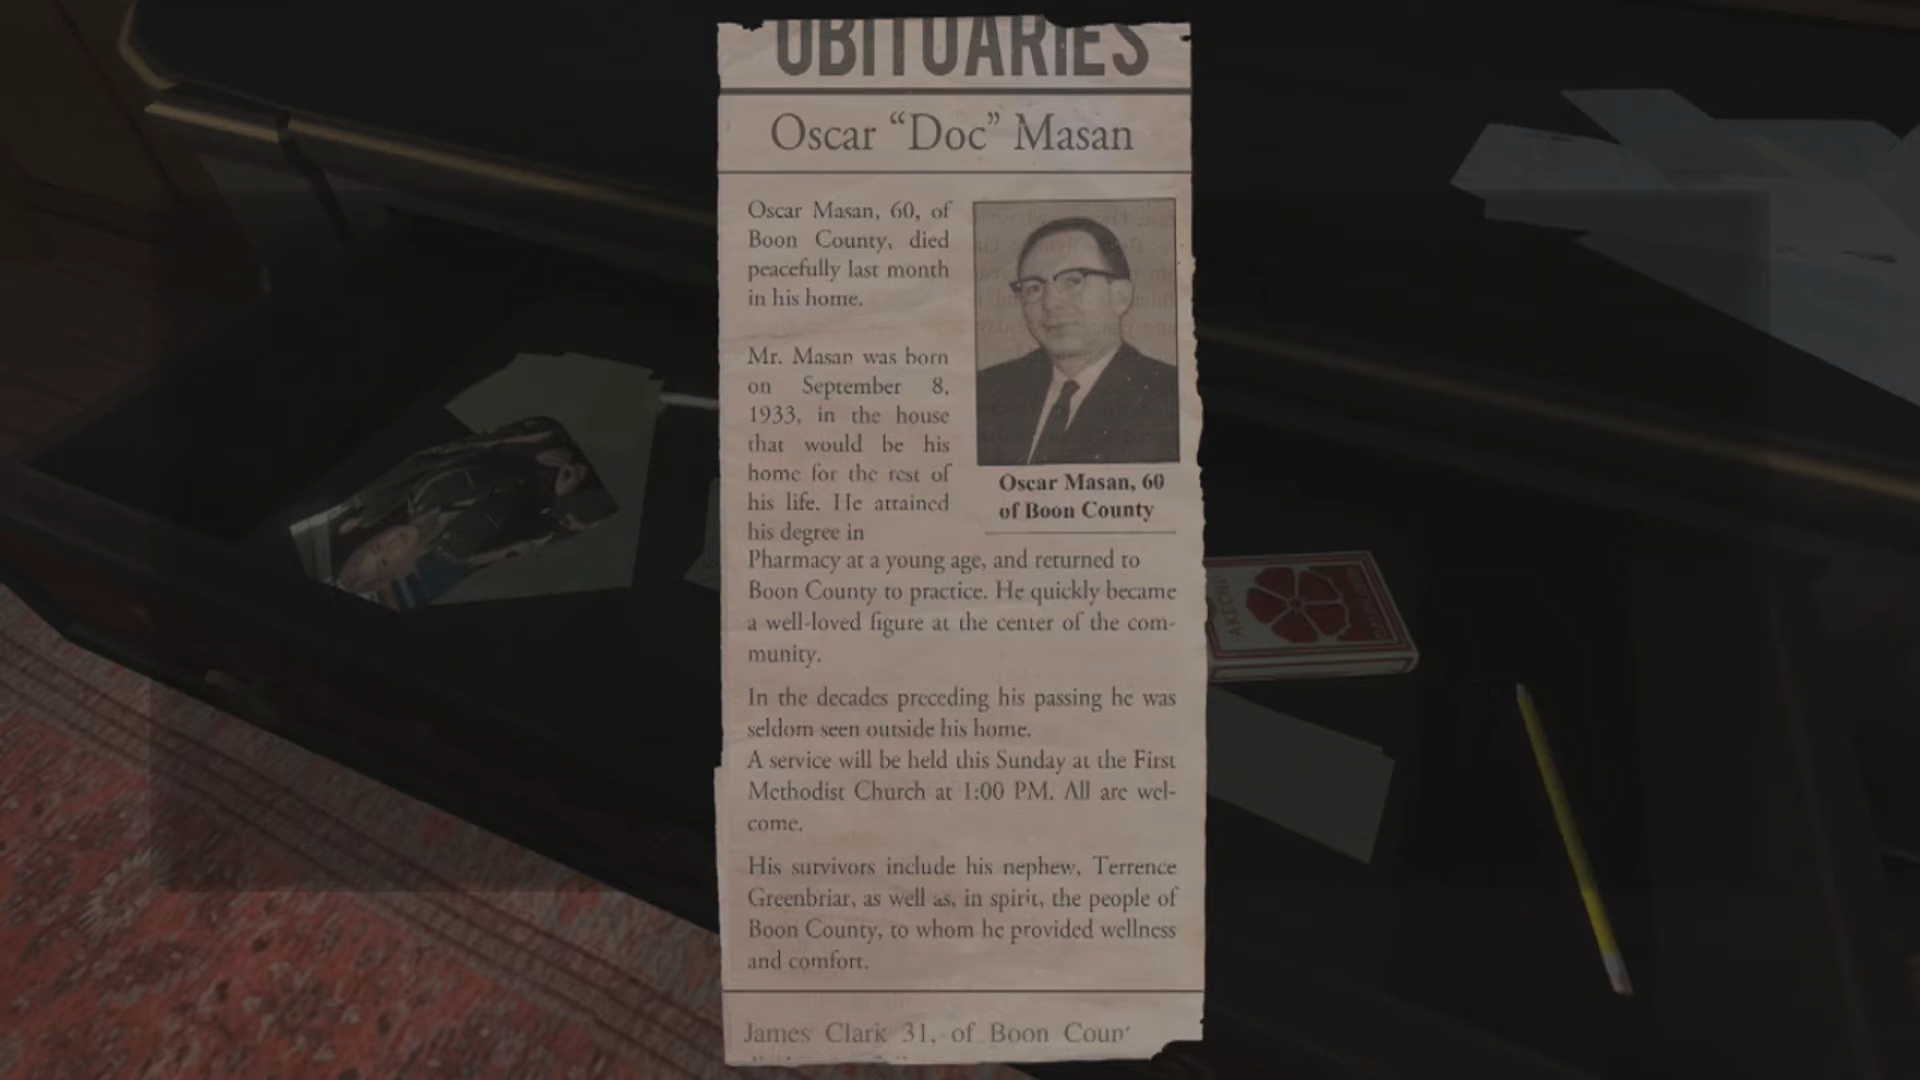 OBITUARIES
Oscar “Doc” Masan
Oscar Masan, 60, of
Boon County, died
peacefully last month
in his home.
Mr. Masan was born
on September 8,
1933, in the house
that would be his
home for the rest of
his life. He attained
his degree in
Pharmacy at a young age, and returned to
Boon County to practice. He quickly became
a well-loved figure at the center of the com-
munity.
In the decades preceding his passing he was
seldom seen outside his home.
A service will be held this Sunday at the First
Methodist Church at 1:00 PM. All are wel-
come.
His survivors include his nephew, Terrence
Greenbriar, as well as, in spirit, the people of
Boon County, to whom he provided wellness
and comfort.
Oscar Masan, 60
of Boon County
James Clark 31, of Boon Coun
AKECHI